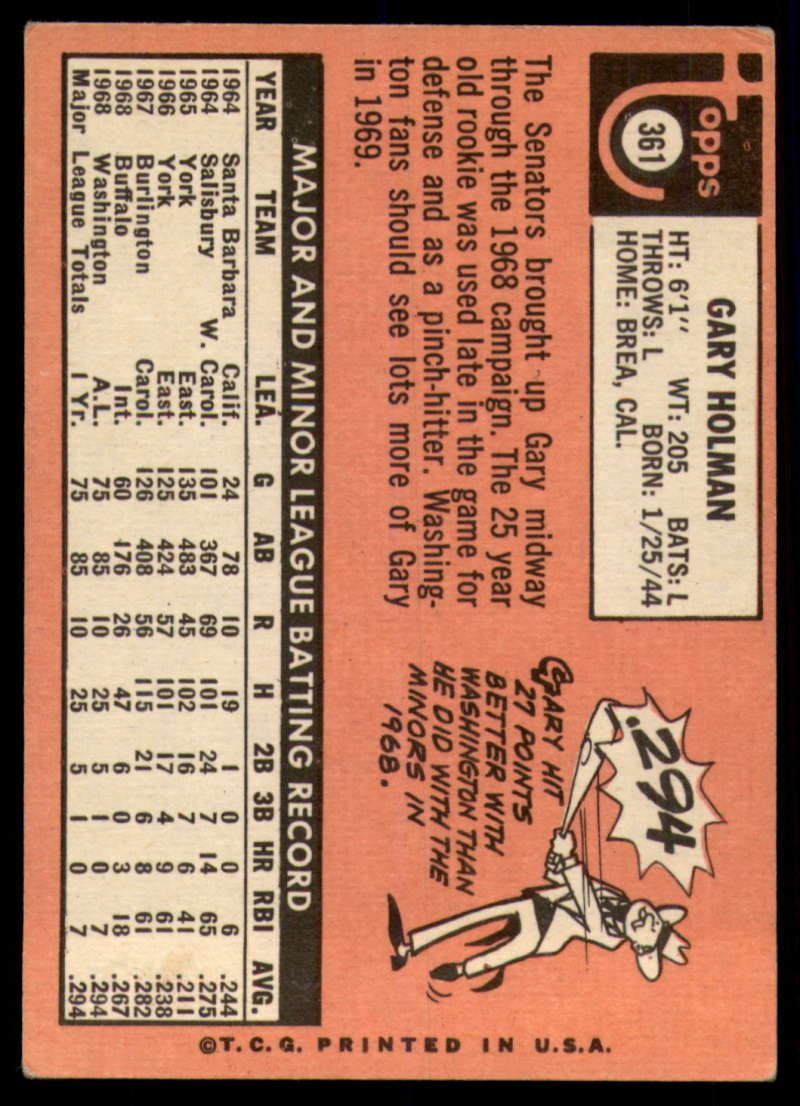 Topps
361
GARY HOLMAN
HT: 6'1" WT: 205 BATS: L
THROWS: L BORN: 1/25/44
HOME: BREA, CAL.
The Senators brought up Gary midway
through the 1968 campaign. The 25 year
old rookie was used late in the game for
defense and as a pinch-hitter. Washing-
ton fans should see lots more of Gary
in 1969.
.294
GARY HIT
27 POINTS
BETTER WITH
WASHINGTON THAN
HE DID WITH THE
MINORS IN
1968.
MAJOR AND MINOR LEAGUE BATTING RECORD
YEAR TEAM LEA. G AB R H 2B 3B HR RBI AVG.
1964 Santa Barbara Calif. 24 78 10 19 1 0 0 6 .244
1964 Salisbury W. Carol. 101 367 69 101 24 7 14 65 .275
1965 York East. 135 483 45 102 16 7 6 41 .211
1966 York East. 125 424 57 101 17 4 9 61 .238
1967 Burlington Carol. 126 408 56 115 21 6 8 61 .282
1968 Buffalo Int. 60 176 26 47 6 0 3 18 .267
1968 Washington A.L. 75 85 10 25 5 1 0 7 .294
Major League Totals 1 Yr. 75 85 10 25 5 1 0 7 .294
©T.C.G. PRINTED IN U.S.A.